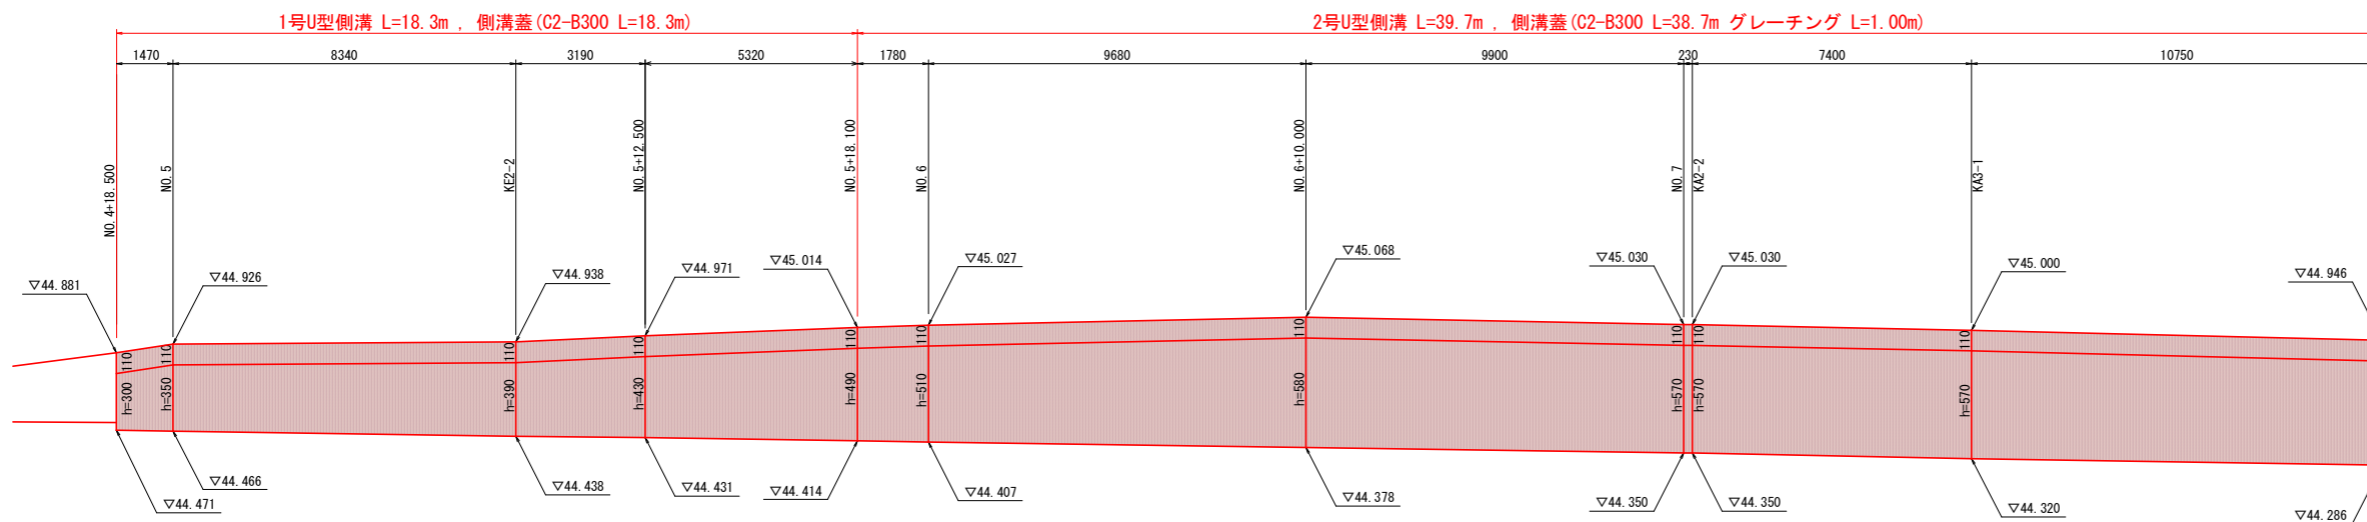 1号U型側溝 L=18.3m , 側溝蓋(C2-B300 L=18.3m)
2号U型側溝 L=39.7m , 側溝蓋(C2-B300 L=38.7m グレーチング L=1.00m)
1470 8340 3190 5320 1780 9680 9900 230 7400 10750
NO.4+18.500
NO.5
KE2-2
NO.5+12.500
NO.5+18.100
NO.6
NO.6+10.000
NO.7
KA2-2
KA3-1
▽44.881
▽44.926
▽44.938
▽44.971
▽45.014
▽45.027
▽45.068
▽45.030
▽45.030
▽45.000
▽44.946
110
110
110
110
110
110
110
110
110
110
h=300
h=350
h=390
h=430
h=490
h=510
h=580
h=570
h=570
h=570
▽44.471
▽44.466
▽44.438
▽44.431
▽44.414
▽44.407
▽44.378
▽44.350
▽44.350
▽44.320
▽44.286